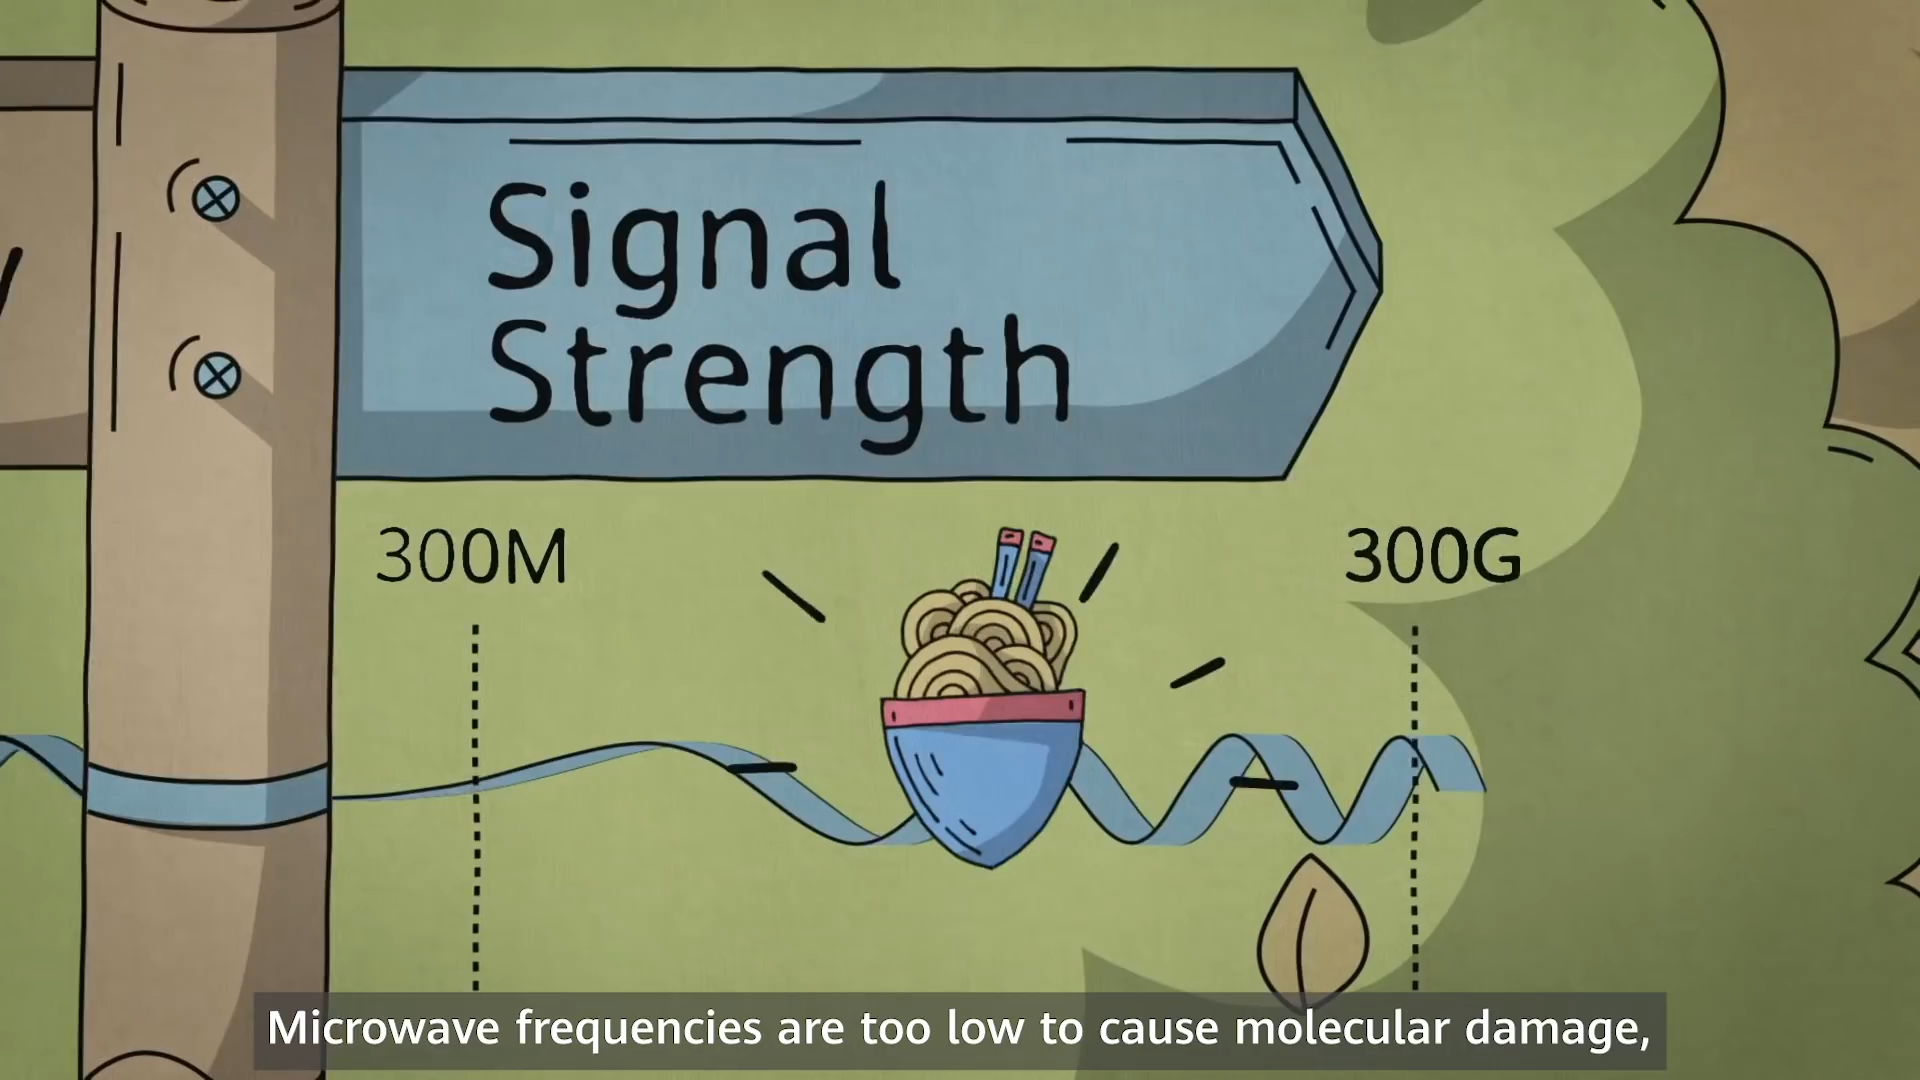 Signal
Strength
300M
300G
Microwave frequencies are too low to cause molecular damage,